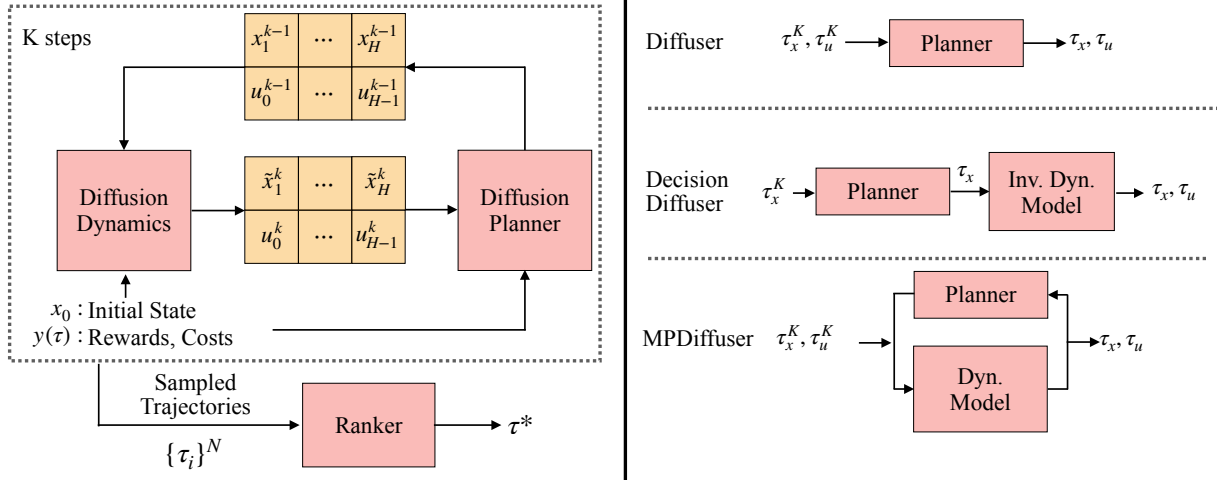 K steps
x_1^{k-1} ... x_H^{k-1}
u_0^{k-1} ... u_{H-1}^{k-1}
Diffusion
Dynamics
x̃_1^k ... x̃_H^k
u_0^k ... u_{H-1}^k
Diffusion
Planner
x_0 : Initial State
y(τ) : Rewards, Costs
Sampled
Trajectories
{τ_i}^N
Ranker
τ*
Diffuser
τ_x^K, τ_u^K
Planner
τ_x, τ_u
Decision
Diffuser
τ_x^K
Planner
τ_x
Inv. Dyn.
Model
τ_x, τ_u
MPDiffuser
τ_x^K, τ_u^K
Planner
Dyn.
Model
τ_x, τ_u